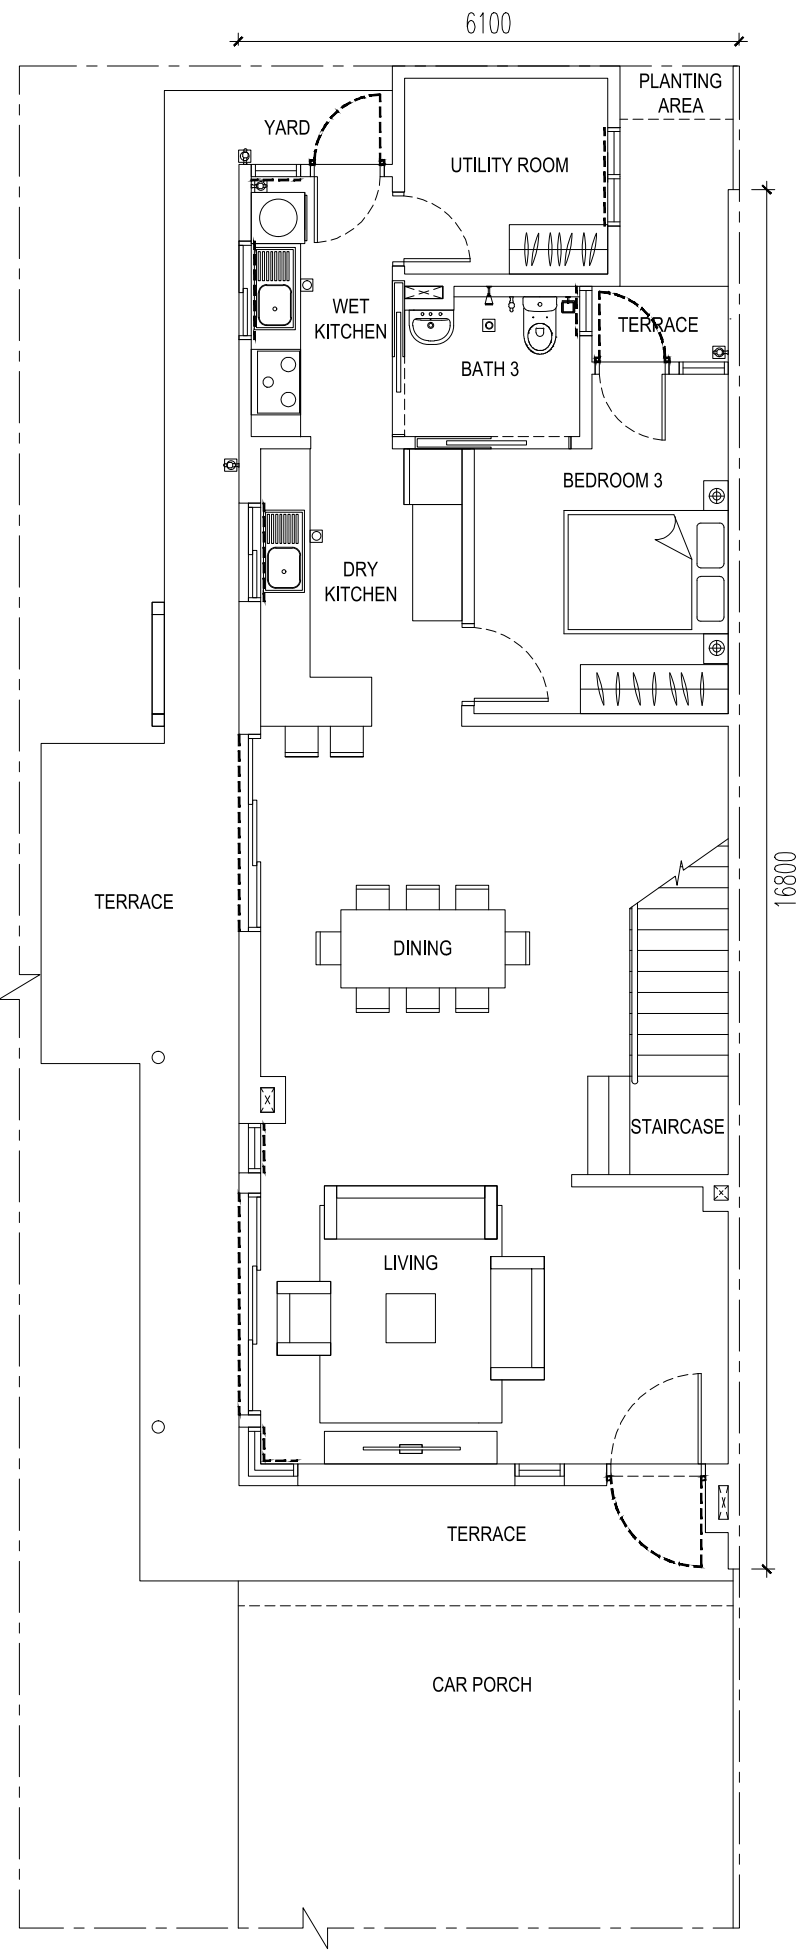 6100
PLANTING
AREA
YARD
UTILITY ROOM
WET
KITCHEN
TERRACE
BATH 3
BEDROOM 3
DRY
KITCHEN
16800
TERRACE
DINING
STAIRCASE
LIVING
TERRACE
CAR PORCH